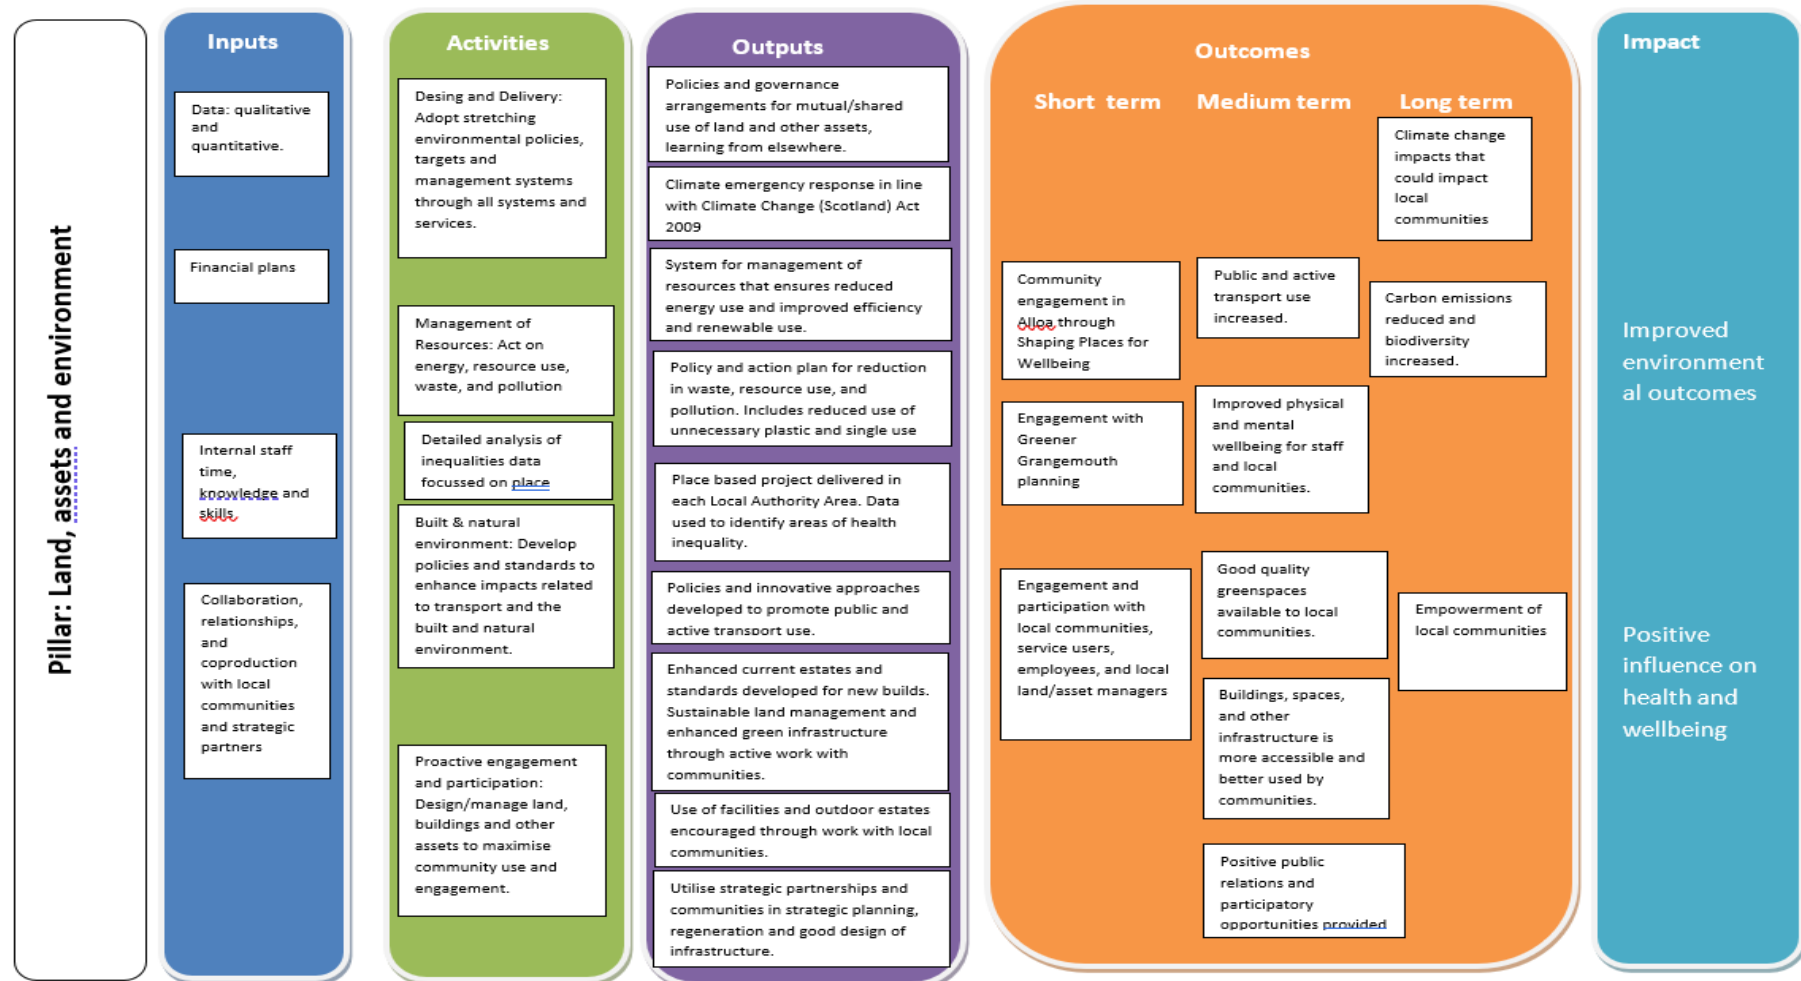 Pillar: Land, assets and environment
Inputs
Data: qualitative
and
quantitative.
Financial plans
Internal staff
time,
knowledge and
skills
Collaboration,
relationships,
and
coproduction
with local
communities
and strategic
partners
Activities
Desing and Delivery:
Adopt stretching
environmental policies,
targets and
management systems
through all systems and
services.
Management of
Resources: Act on
energy, resource use,
waste, and pollution
Detailed analysis of
inequalities data
focussed on place
Built & natural
environment: Develop
policies and standards to
enhance impacts related
to transport and the
built and natural
environment.
Proactive engagement
and participation:
Design/manage land,
buildings and other
assets to maximise
community use and
engagement.
Outputs
Policies and governance
arrangements for mutual/shared
use of land and other assets,
learning from elsewhere.
Climate emergency response in line
with Climate Change (Scotland) Act
2009
System for management of
resources that ensures reduced
energy use and improved efficiency
and renewable use.
Policy and action plan for reduction
in waste, resource use, and
pollution. Includes reduced use of
unnecessary plastic and single use
Place based project delivered in
each Local Authority Area. Data
used to identify areas of health
inequality.
Policies and innovative approaches
developed to promote public and
active transport use.
Enhanced current estates and
standards developed for new builds.
Sustainable land management and
enhanced green infrastructure
through active work with
communities.
Use of facilities and outdoor estates
encouraged through work with local
communities.
Utilise strategic partnerships and
communities in strategic planning,
regeneration and good design of
infrastructure.
Outcomes
Short term
Community
engagement in
Alloa through
Shaping Places for
Wellbeing
Engagement with
Greener
Grangemouth
planning
Engagement and
participation with
local communities,
service users,
employees, and local
land/asset managers
Medium term
Public and active
transport use
increased.
Improved physical
and mental
wellbeing for staff
and local
communities.
Good quality
greenspaces
available to local
communities.
Buildings, spaces,
and other
infrastructure is
more accessible and
better used by
communities.
Positive public
relations and
participatory
opportunities provided
Long term
Climate change
impacts that
could impact
local
communities
Carbon emissions
reduced and
biodiversity
increased.
Empowerment of
local communities
Impact
Improved
environment
al outcomes
Positive
influence on
health and
wellbeing